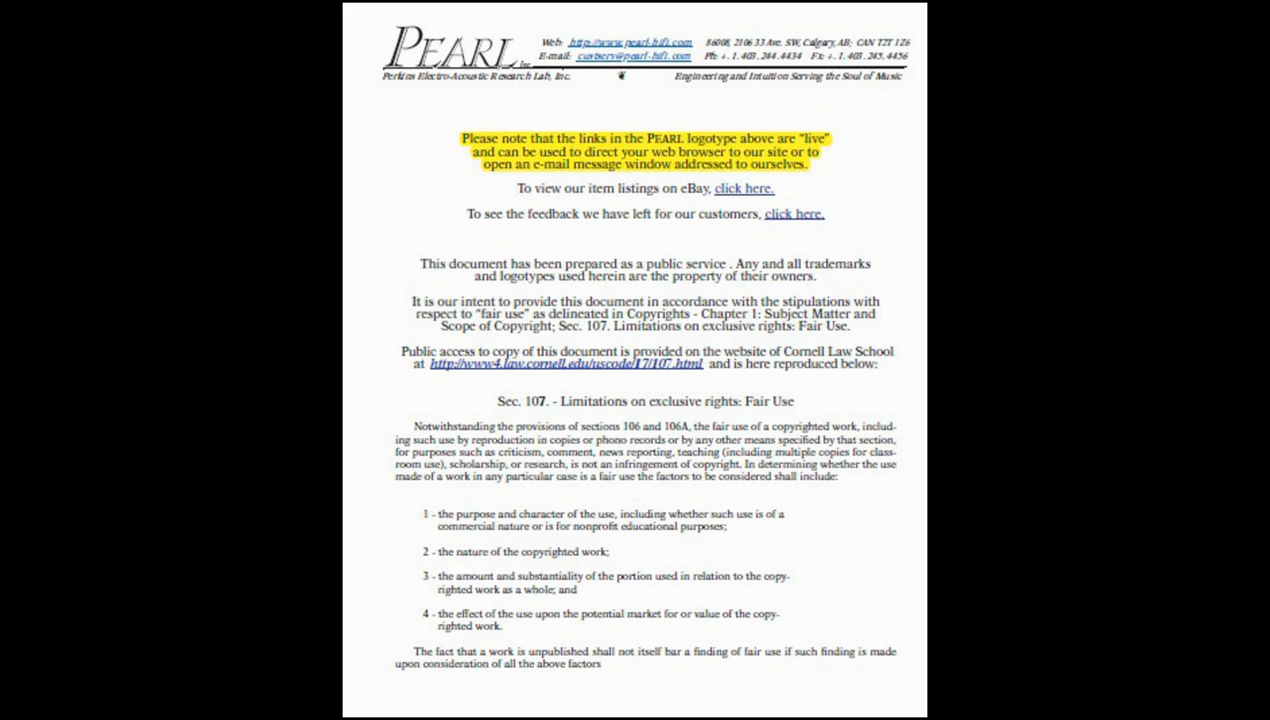 PEARL, Inc.
Web: http://www.pearl-hifi.com 86008, 2106 33 Ave. SW, Calgary, AB; CAN T2T 1Z6
E-mail: custserv@pearl-hifi.com Ph: +.1.403.244.4434 Fx: +.1.403.245.4456
Perkins Electro-Acoustic Research Lab, Inc. ❦ Engineering and Intuition Serving the Soul of Music
Please note that the links in the PEARL logotype above are “live”
and can be used to direct your web browser to our site or to
open an e-mail message window addressed to ourselves.
To view our item listings on eBay, click here.
To see the feedback we have left for our customers, click here.
This document has been prepared as a public service . Any and all trademarks
and logotypes used herein are the property of their owners.
It is our intent to provide this document in accordance with the stipulations with
respect to “fair use” as delineated in Copyrights - Chapter 1: Subject Matter and
Scope of Copyright; Sec. 107. Limitations on exclusive rights: Fair Use.
Public access to copy of this document is provided on the website of Cornell Law School
at http://www4.law.cornell.edu/uscode/17/107.html and is here reproduced below:
Sec. 107. - Limitations on exclusive rights: Fair Use
Notwithstanding the provisions of sections 106 and 106A, the fair use of a copyrighted work, includ-
ing such use by reproduction in copies or phono records or by any other means specified by that section,
for purposes such as criticism, comment, news reporting, teaching (including multiple copies for class-
room use), scholarship, or research, is not an infringement of copyright. In determining whether the use
made of a work in any particular case is a fair use the factors to be considered shall include:
1 - the purpose and character of the use, including whether such use is of a
commercial nature or is for nonprofit educational purposes;
2 - the nature of the copyrighted work;
3 - the amount and substantiality of the portion used in relation to the copy-
righted work as a whole; and
4 - the effect of the use upon the potential market for or value of the copy-
righted work.
The fact that a work is unpublished shall not itself bar a finding of fair use if such finding is made
upon consideration of all the above factors